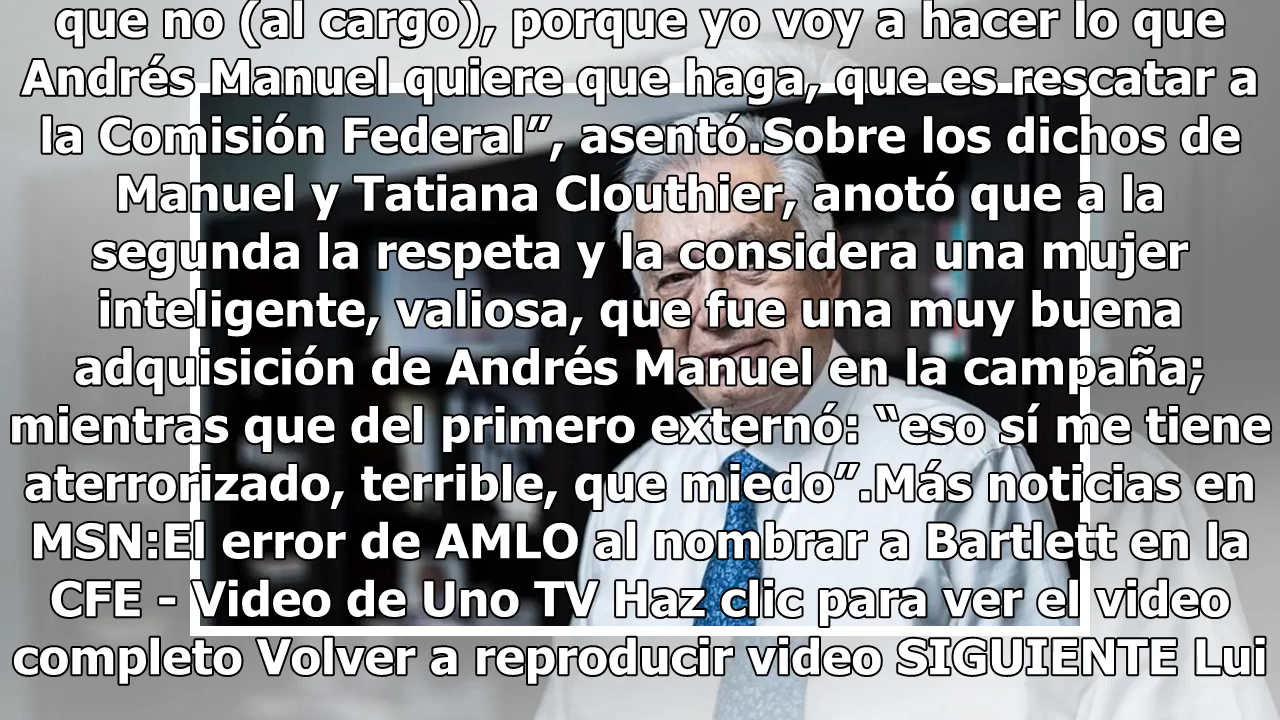 que no (al cargo), porque yo voy a hacer lo que
Andrés Manuel quiere que haga, que es rescatar a
la Comisión Federal”, asentó.Sobre los dichos de
Manuel y Tatiana Clouthier, anotó que a la
segunda la respeta y la considera una mujer
inteligente, valiosa, que fue una muy buena
adquisición de Andrés Manuel en la campaña;
mientras que del primero externó: “eso sí me tiene
aterrorizado, terrible, que miedo”.Más noticias en
MSN:El error de AMLO al nombrar a Bartlett en la
CFE - Video de Uno TV Haz clic para ver el video
completo Volver a reproducir video SIGUIENTE Lui